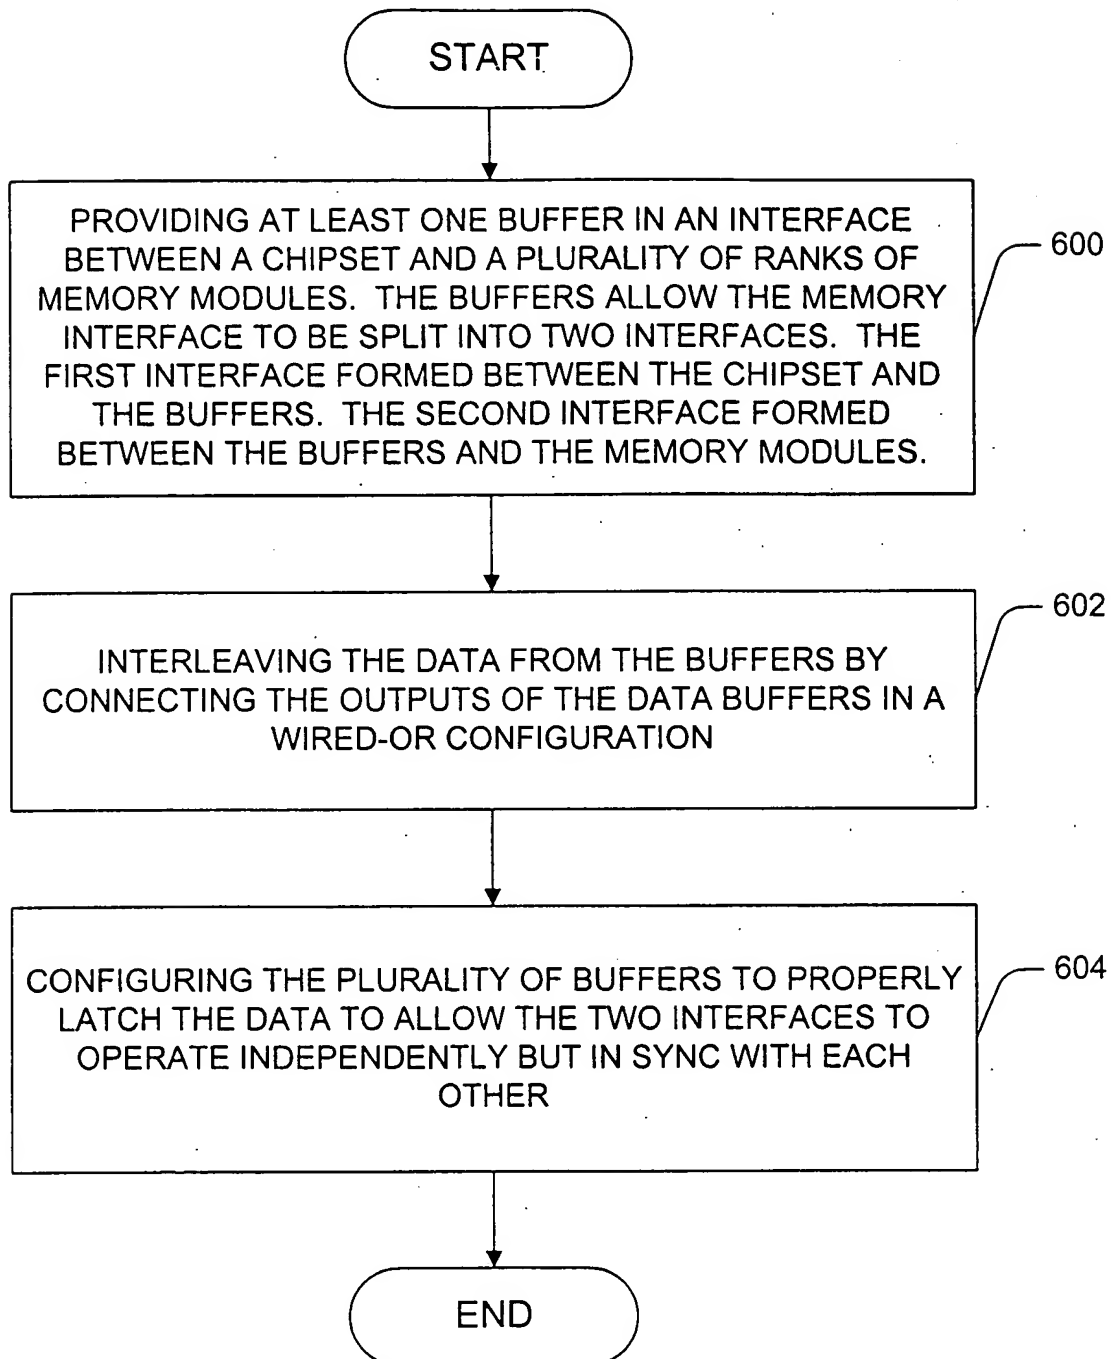 START
PROVIDING AT LEAST ONE BUFFER IN AN INTERFACE
BETWEEN A CHIPSET AND A PLURALITY OF RANKS OF
MEMORY MODULES. THE BUFFERS ALLOW THE MEMORY
INTERFACE TO BE SPLIT INTO TWO INTERFACES. THE
FIRST INTERFACE FORMED BETWEEN THE CHIPSET AND
THE BUFFERS. THE SECOND INTERFACE FORMED
BETWEEN THE BUFFERS AND THE MEMORY MODULES.
600
INTERLEAVING THE DATA FROM THE BUFFERS BY
CONNECTING THE OUTPUTS OF THE DATA BUFFERS IN A
WIRED-OR CONFIGURATION
602
CONFIGURING THE PLURALITY OF BUFFERS TO PROPERLY
LATCH THE DATA TO ALLOW THE TWO INTERFACES TO
OPERATE INDEPENDENTLY BUT IN SYNC WITH EACH
OTHER
604
END